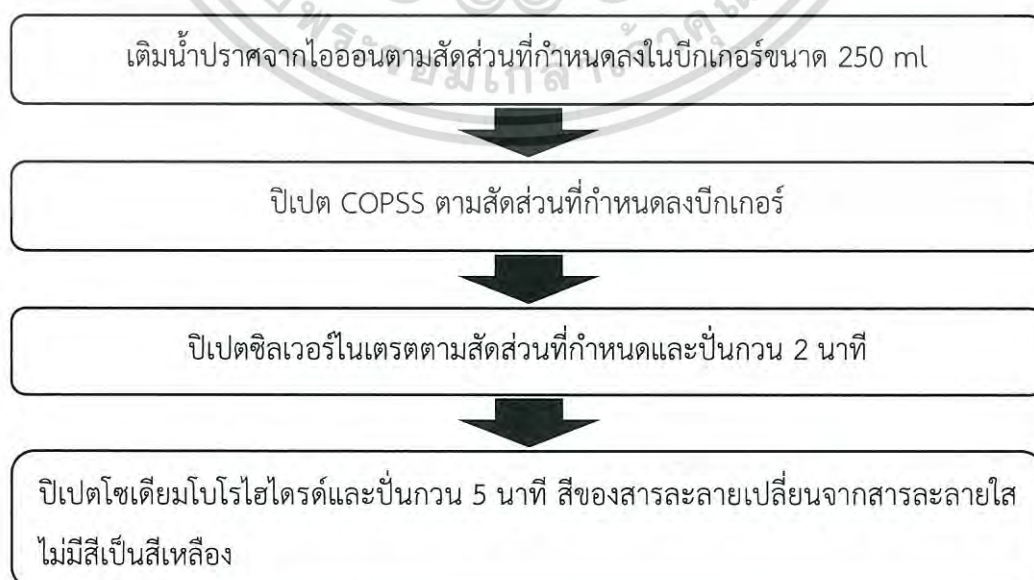 เติมน้ำปราศจากไอออนตามสัดส่วนที่กำหนดลงในบีกเกอร์ขนาด 250 ml
ปิเปต COPSS ตามสัดส่วนที่กำหนดลงบีกเกอร์
ปิเปตซิลเวอร์ไนเตรตตามสัดส่วนที่กำหนดและปั่นกวน 2 นาที
ปิเปตโซเดียมโบโรไฮไดรด์และปั่นกวน 5 นาที สีของสารละลายเปลี่ยนจากสารละลายใส
ไม่มีสีเป็นสีเหลือง